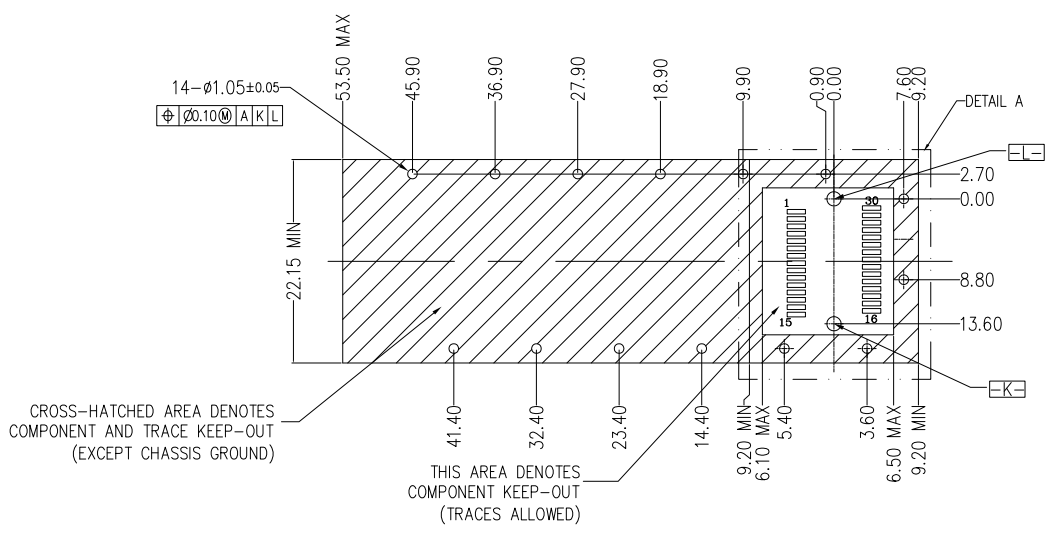 53.50 MAX
45.90
36.90
27.90
18.90
9.90
0.90
0.00
7.60
9.20
14-Ø1.05±0.05
⌖ Ø0.10Ⓜ A K L
DETAIL A
-L-
2.70
0.00
1
30
22.15 MIN
8.80
15
16
13.60
-K-
CROSS-HATCHED AREA DENOTES
COMPONENT AND TRACE KEEP-OUT
(EXCEPT CHASSIS GROUND)
41.40
32.40
23.40
14.40
9.20 MIN
6.10 MAX
5.40
3.60
6.50 MAX
9.20 MIN
THIS AREA DENOTES
COMPONENT KEEP-OUT
(TRACES ALLOWED)